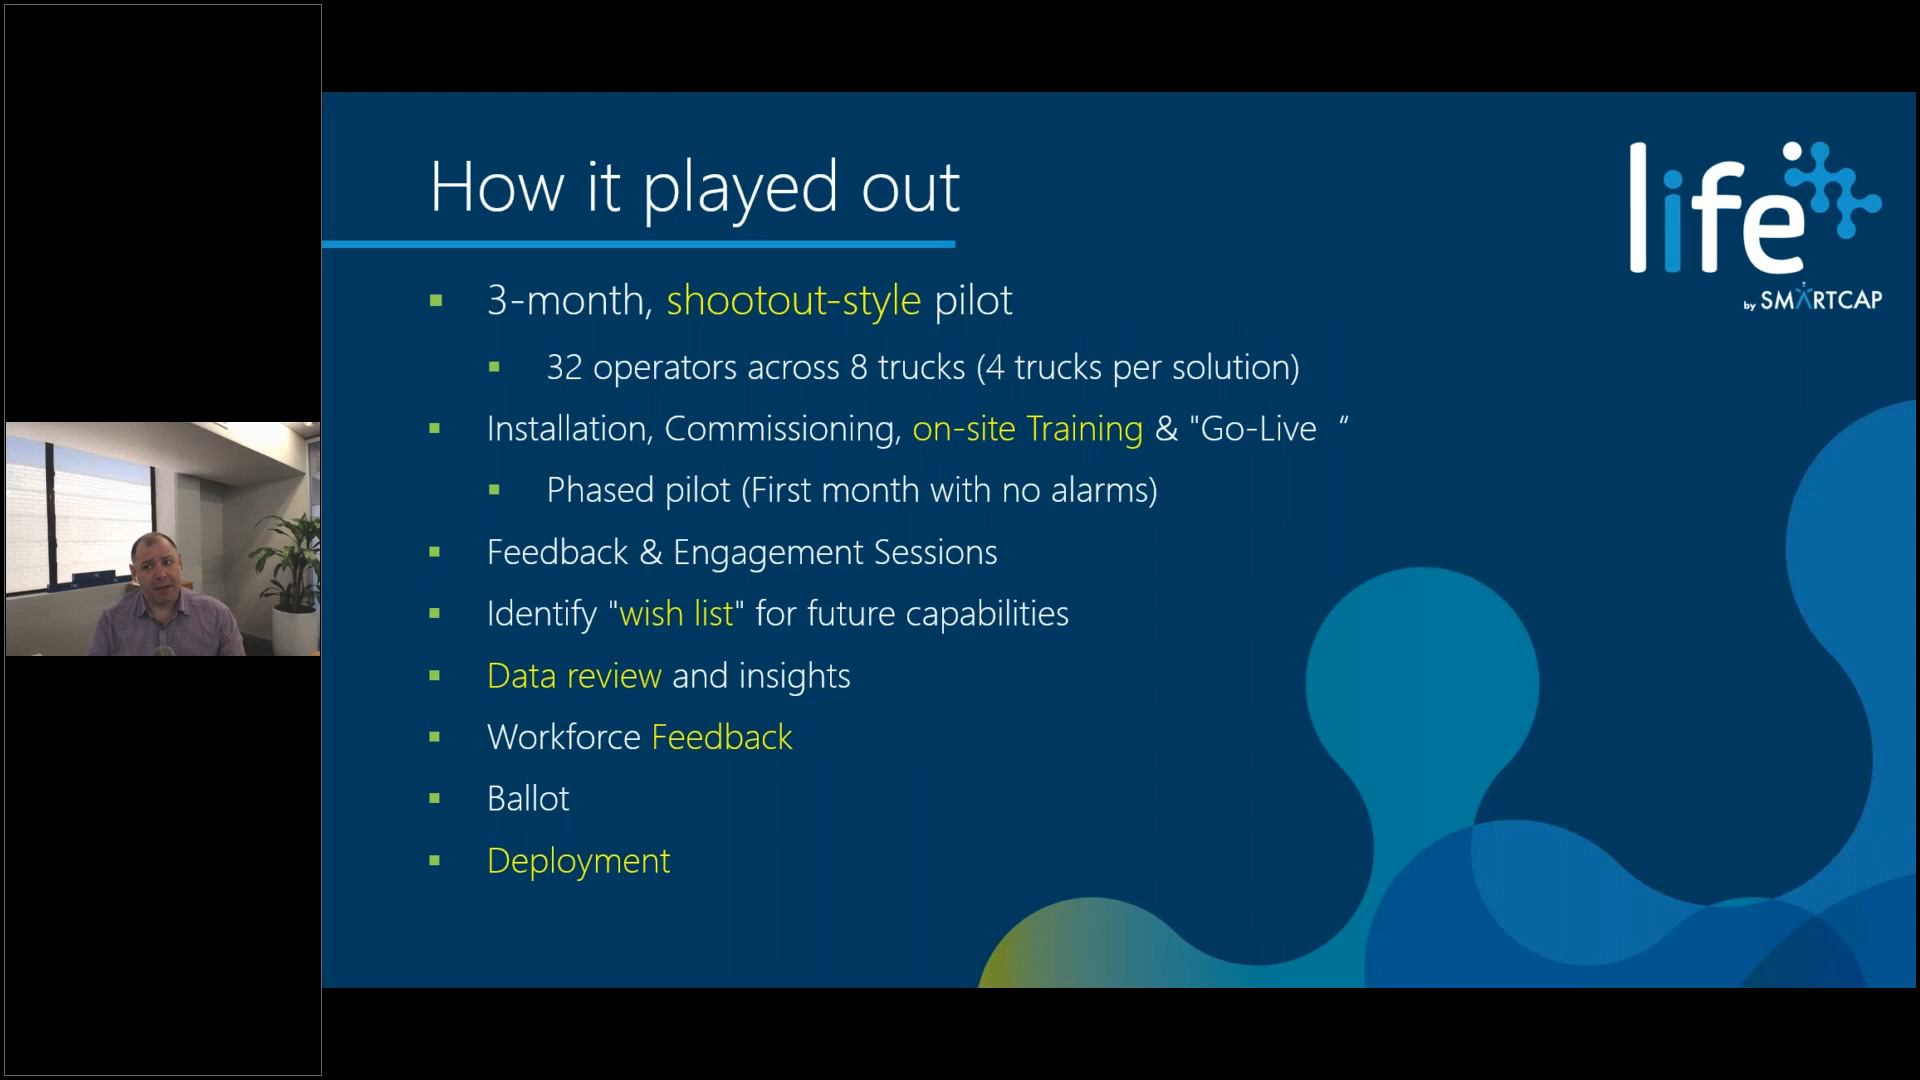 How it played out
life
by SMARTCAP
3-month, shootout-style pilot
32 operators across 8 trucks (4 trucks per solution)
Installation, Commissioning, on-site Training & "Go-Live “
Phased pilot (First month with no alarms)
Feedback & Engagement Sessions
Identify "wish list" for future capabilities
Data review and insights
Workforce Feedback
Ballot
Deployment